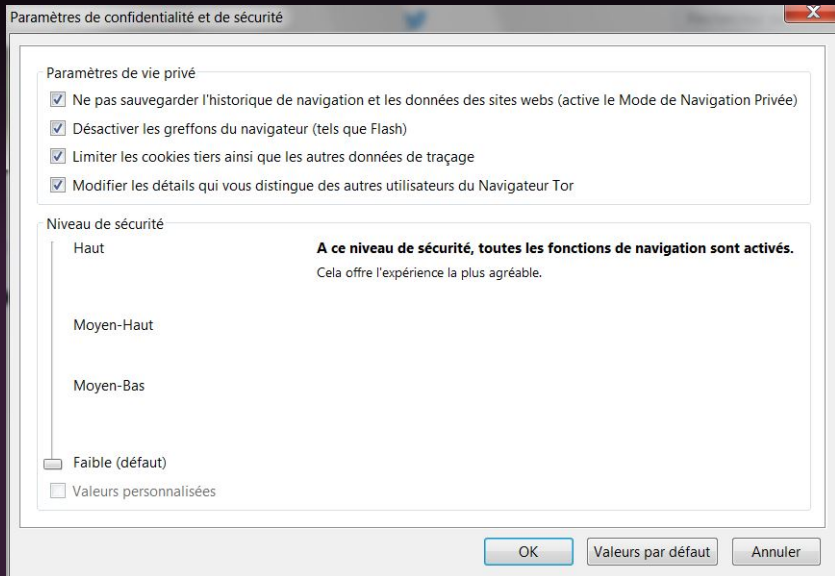 Paramètres de confidentialité et de sécurité
Paramètres de vie privé
Ne pas sauvegarder l'historique de navigation et les données des sites webs (active le Mode de Navigation Privée)
Désactiver les greffons du navigateur (tels que Flash)
Limiter les cookies tiers ainsi que les autres données de traçage
Modifier les détails qui vous distingue des autres utilisateurs du Navigateur Tor
Niveau de sécurité
Haut
A ce niveau de sécurité, toutes les fonctions de navigation sont activés.
Cela offre l'expérience la plus agréable.
Moyen-Haut
Moyen-Bas
Faible (défaut)
Valeurs personnalisées
OK
Valeurs par défaut
Annuler